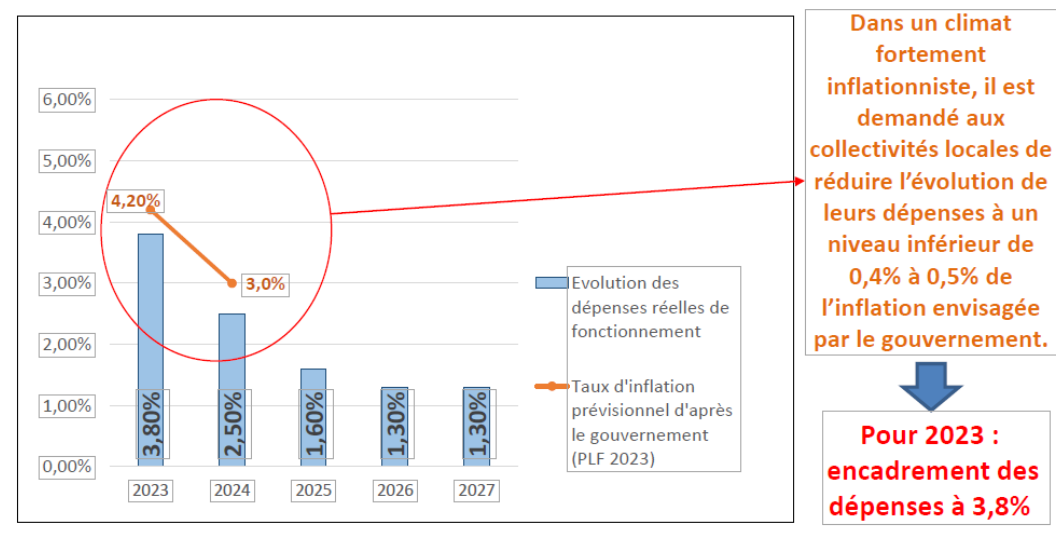 6,00%
5,00%
4,00%
3,00%
2,00%
1,00%
0,00%
4,20%
3,0%
3,80%
2,50%
1,60%
1,30%
1,30%
2023
2024
2025
2026
2027
Evolution des
dépenses réelles de
fonctionnement
Taux d'inflation
prévisionnel d'après
le gouvernement
(PLF 2023)
Dans un climat
fortement
inflationniste, il est
demandé aux
collectivités locales de
réduire l’évolution de
leurs dépenses à un
niveau inférieur de
0,4% à 0,5% de
l’inflation envisagée
par le gouvernement.
Pour 2023 :
encadrement des
dépenses à 3,8%